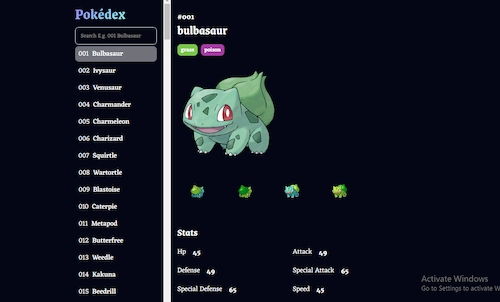 Pokédex
Search E.g. 001 Bulbasaur
001 Bulbasaur
002 Ivysaur
003 Venusaur
004 Charmander
005 Charmeleon
006 Charizard
007 Squirtle
008 Wartortle
009 Blastoise
010 Caterpie
011 Metapod
012 Butterfree
013 Weedle
014 Kakuna
015 Beedrill
#001
bulbasaur
grass poison
Stats
Hp 45 Attack 49
Defense 49 Special Attack 65
Special Defense 65 Speed 45
Activate Windows
Go to Settings to activate W